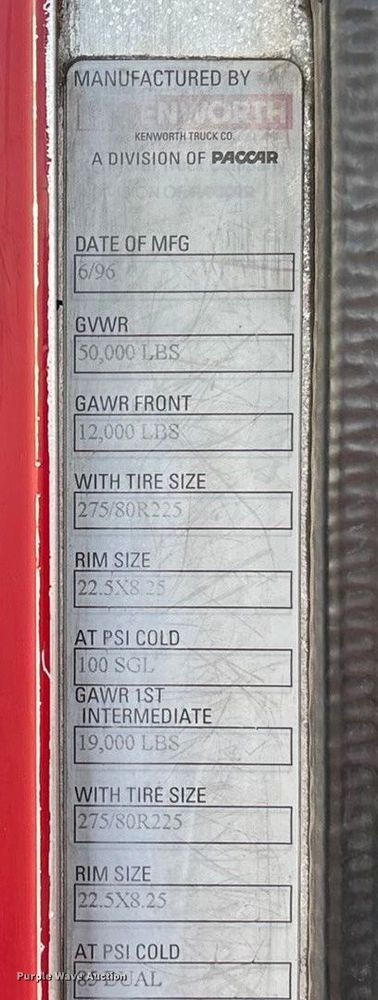 MANUFACTURED BY
KENWORTH
KENWORTH TRUCK CO.
A DIVISION OF PACCAR
DATE OF MFG
6/96
GVWR
50,000 LBS
GAWR FRONT
12,000 LBS
WITH TIRE SIZE
275/80R225
RIM SIZE
22.5X8.25
AT PSI COLD
100 SGL
GAWR 1ST
INTERMEDIATE
19,000 LBS
WITH TIRE SIZE
275/80R225
RIM SIZE
22.5X8.25
AT PSI COLD
85 DUAL
Purple Wave Auction